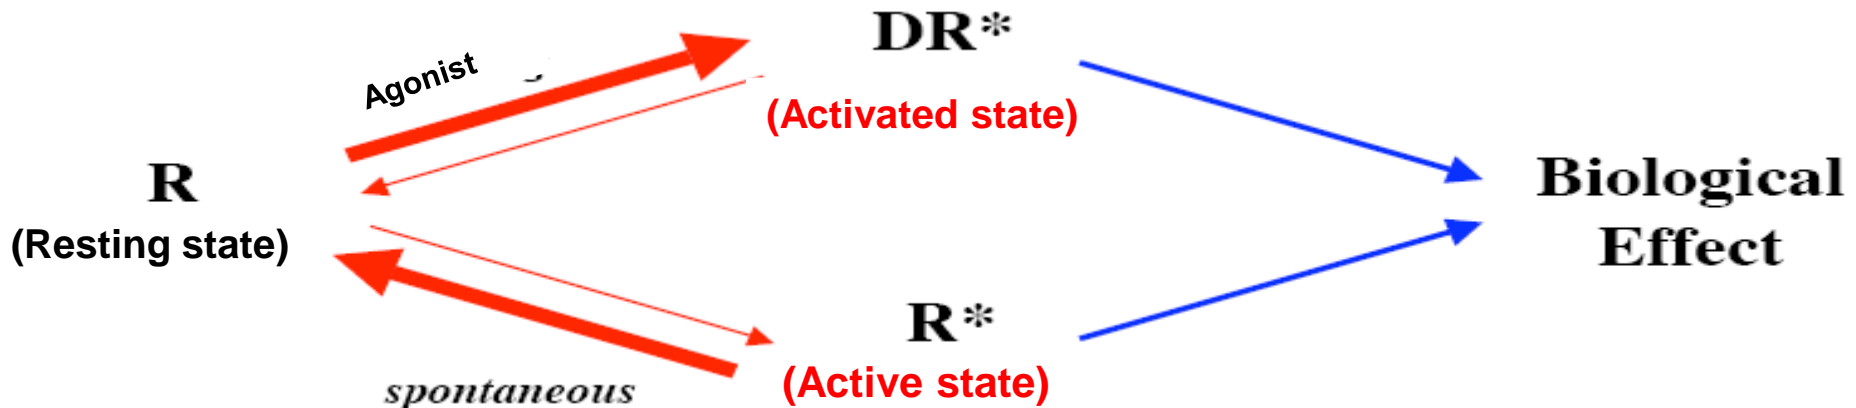 Agonist
DR*
(Activated state)
R
(Resting state)
Biological
Effect
R*
(Active state)
spontaneous